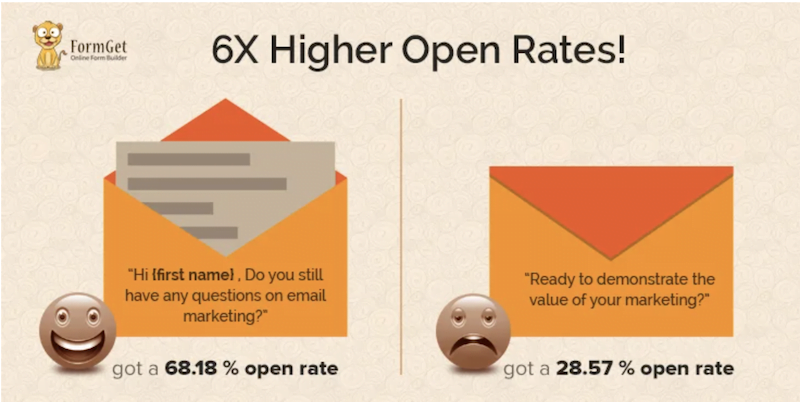 FormGet
Online Form Builder
6X Higher Open Rates!
"Hi {first name} , Do you still
have any questions on email
marketing?"
got a 68.18 % open rate
"Ready to demonstrate the
value of your marketing?"
got a 28.57 % open rate